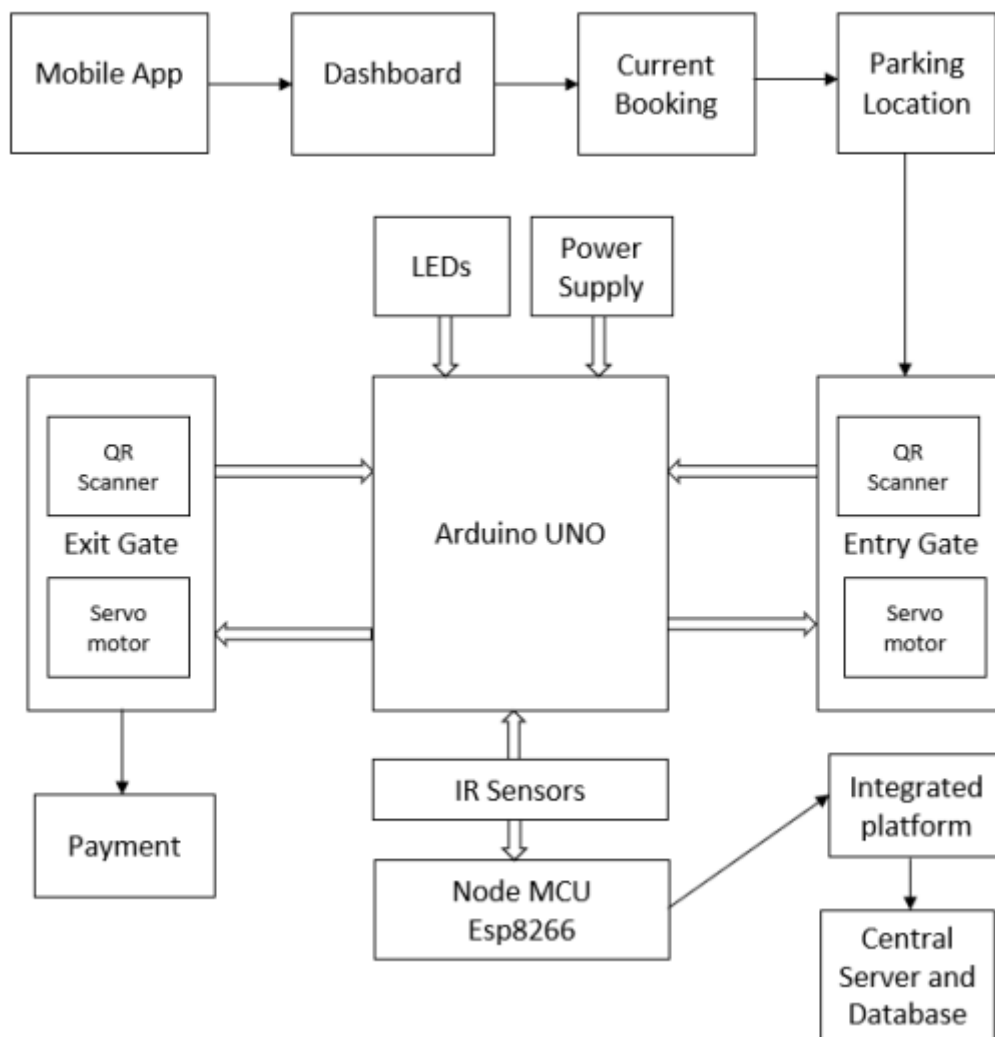 Mobile App
Dashboard
Current
Booking
Parking
Location
LEDs
Power
Supply
QR
Scanner
Exit Gate
Servo
motor
Arduino UNO
QR
Scanner
Entry Gate
Servo
motor
IR Sensors
Payment
Node MCU
Esp8266
Integrated
platform
Central
Server and
Database